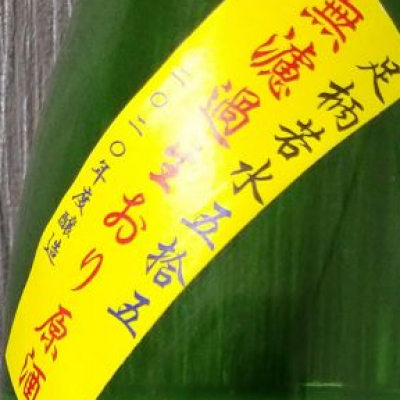 足柄若水五拾五
無濾過生おり原酒
二〇二〇年度醸造